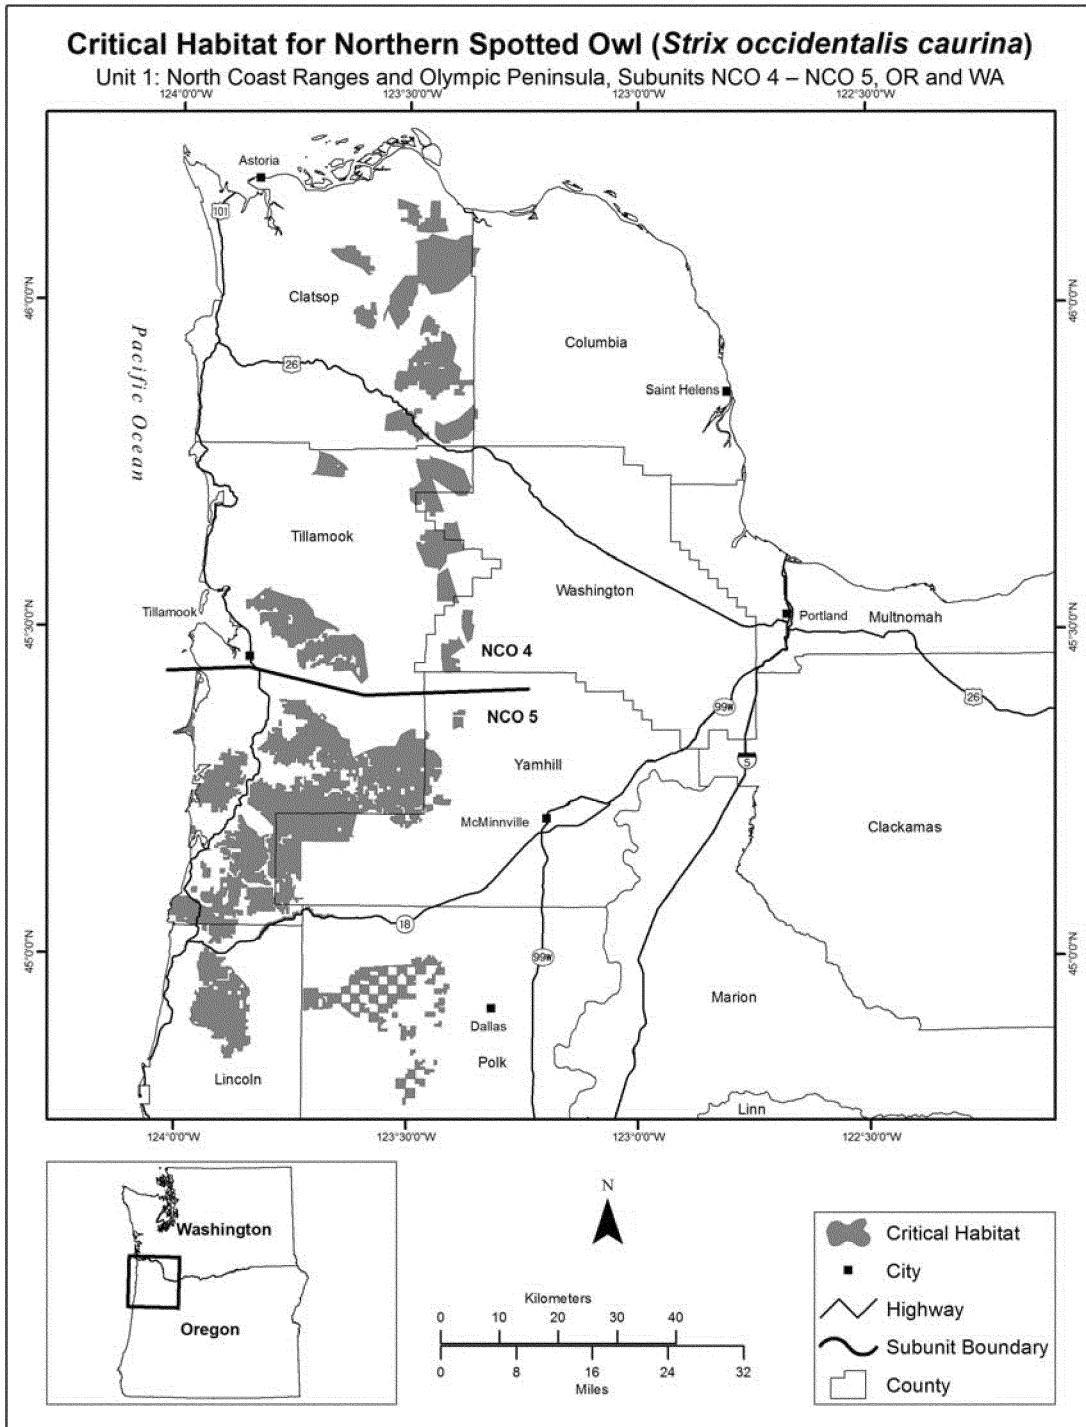 Critical Habitat for Northern Spotted Owl (Strix occidentalis caurina)
Unit 1: North Coast Ranges and Olympic Peninsula, Subunits NCO 4 – NCO 5, OR and WA
124°0'0"W
123°30'0"W
123°0'0"W
122°30'0"W
Astoria
101
46°0'0"N
Clatsop
46°0'0"N
Pacific Ocean
Columbia
26
Saint Helens
Tillamook
Washington
45°30'0"N
Tillamook
Portland
Multnomah
45°30'0"N
NCO 4
26
99W
NCO 5
Yamhill
5
McMinnville
Clackamas
18
45°0'0"N
99W
45°0'0"N
Marion
Dallas
Polk
Lincoln
Linn
124°0'0"W
123°30'0"W
123°0'0"W
122°30'0"W
Washington
Oregon
N
Kilometers
0 10 20 30 40
0 8 16 24 32
Miles
Critical Habitat
City
Highway
Subunit Boundary
County